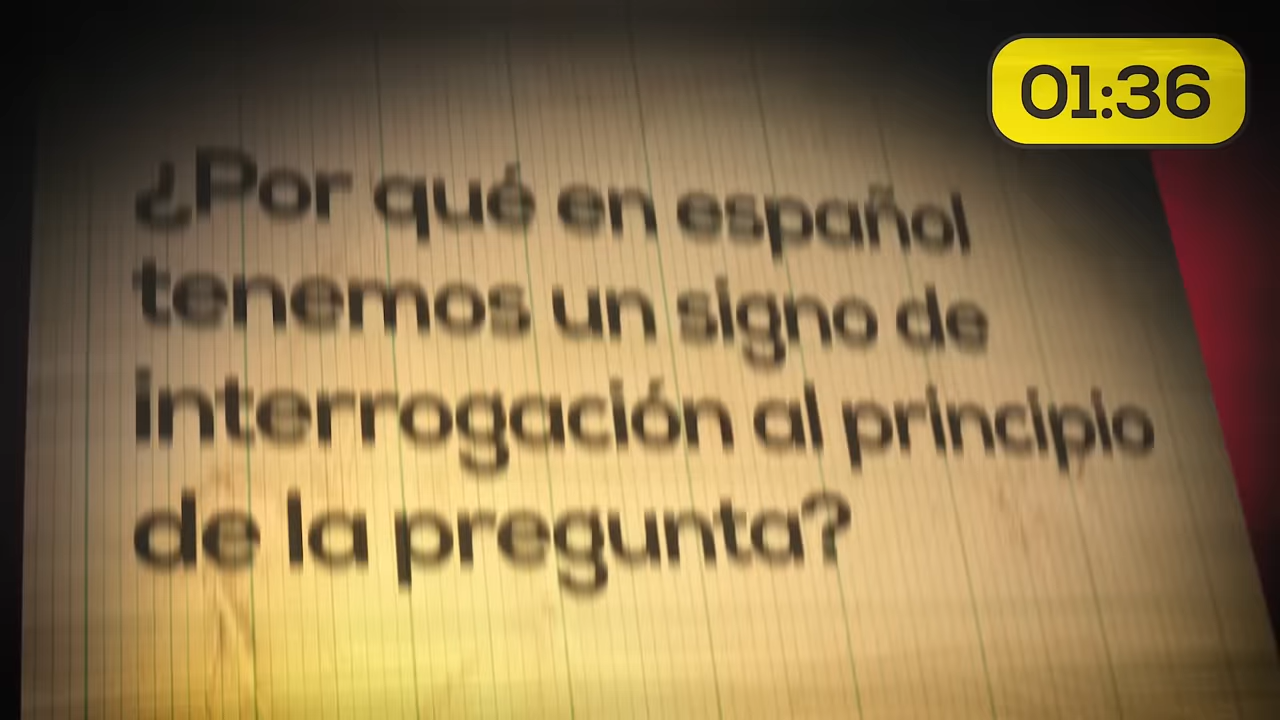 01:36
¿Por qué en español
tenemos un signo de
interrogación al principio
de la pregunta?